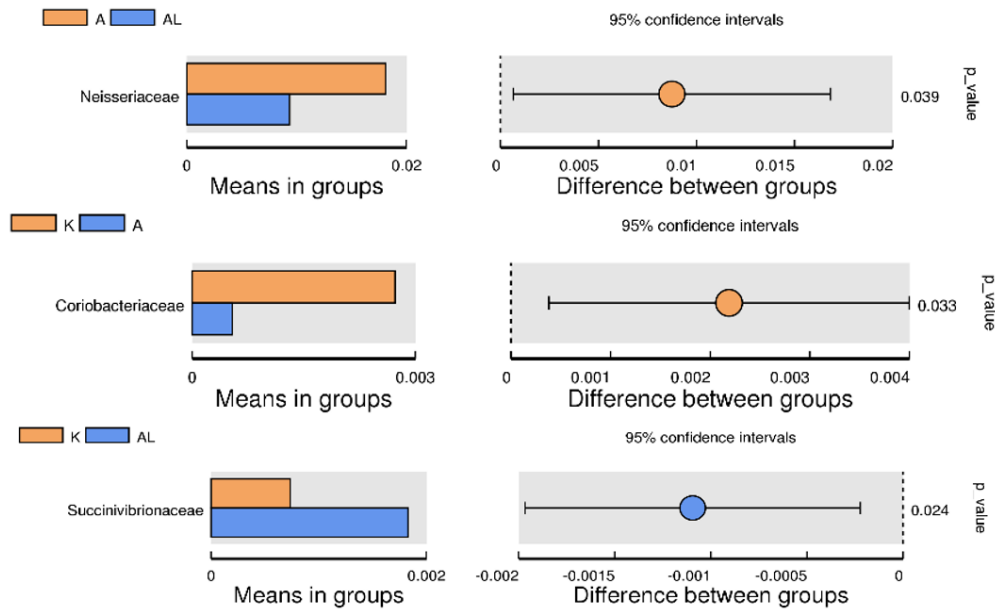 A AL
95% confidence intervals
Neisseriaceae
0.039
p_value
0 0.02
0 0.005 0.01 0.015 0.02
Means in groups
Difference between groups
K A
95% confidence intervals
Coriobacteriaceae
0.033
p_value
0 0.003
0 0.001 0.002 0.003 0.004
Means in groups
Difference between groups
K AL
95% confidence intervals
Succinivibrionaceae
0.024
p_value
0 0.002
-0.002 -0.0015 -0.001 -0.0005 0
Means in groups
Difference between groups